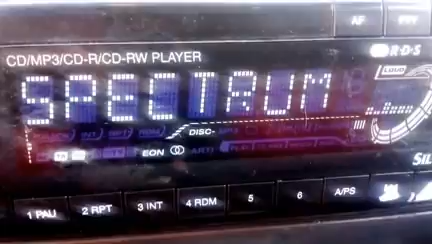 AF
CD/MP3/CD-R/CD-RW PLAYER
R·D·S
LOUD
SPECTRUM
DISC-
EON
SIL
1 PAU 2 RPT 3 INT 4 RDM 5 6 A/PS